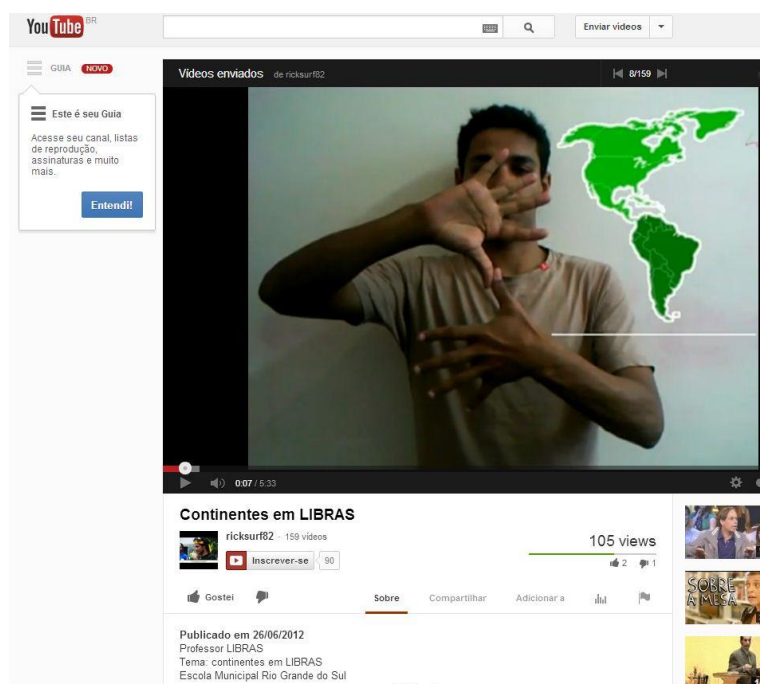 YouTube BR
Enviar vídeos
GUIA NOVO
Este é seu Guia
Acesse seu canal, listas
de reprodução,
assinaturas e muito
mais.
Entendi!
Vídeos enviados de ricksurf82 8/159
0:07 / 5:33
Continentes em LIBRAS
ricksurf82 · 159 vídeos
Inscrever-se 90
105 views
2 1
Gostei
Sobre Compartilhar Adicionar a
SOBRE
A MESA
Publicado em 26/06/2012
Professor LIBRAS
Tema: continentes em LIBRAS
Escola Municipal Rio Grande do Sul